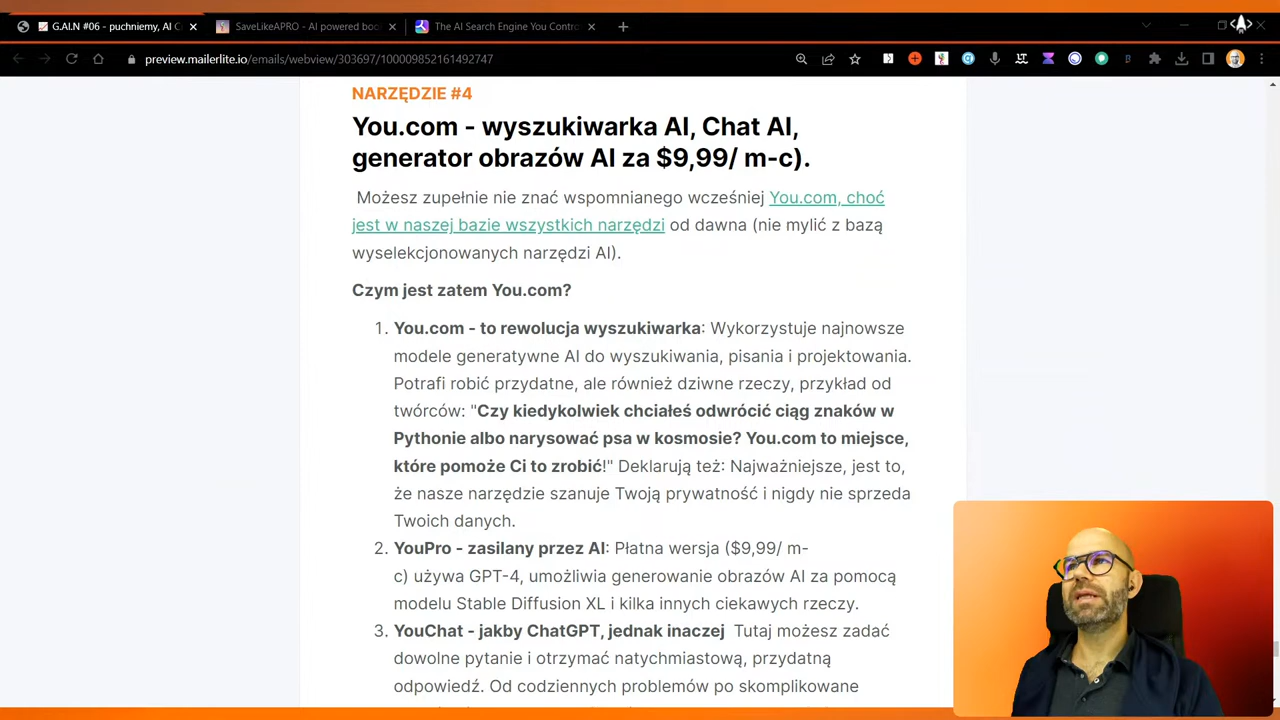 G.AI.N #06 - puchniemy, AI C
SaveLikeAPRO - AI powered boo
The AI Search Engine You Contro
preview.mailerlite.io/emails/webview/303697/100009852161492747
NARZĘDZIE #4
You.com - wyszukiwarka AI, Chat AI,
generator obrazów AI za $9,99/ m-c).
Możesz zupełnie nie znać wspomnianego wcześniej You.com, choć
jest w naszej bazie wszystkich narzędzi od dawna (nie mylić z bazą
wyselekcjonowanych narzędzi AI).
Czym jest zatem You.com?
1. You.com - to rewolucja wyszukiwarka: Wykorzystuje najnowsze
modele generatywne AI do wyszukiwania, pisania i projektowania.
Potrafi robić przydatne, ale również dziwne rzeczy, przykład od
twórców: "Czy kiedykolwiek chciałeś odwrócić ciąg znaków w
Pythonie albo narysować psa w kosmosie? You.com to miejsce,
które pomoże Ci to zrobić!" Deklarują też: Najważniejsze, jest to,
że nasze narzędzie szanuje Twoją prywatność i nigdy nie sprzeda
Twoich danych.
2. YouPro - zasilany przez AI: Płatna wersja ($9,99/ m-
c) używa GPT-4, umożliwia generowanie obrazów AI za pomocą
modelu Stable Diffusion XL i kilka innych ciekawych rzeczy.
3. YouChat - jakby ChatGPT, jednak inaczej Tutaj możesz zadać
dowolne pytanie i otrzymać natychmiastową, przydatną
odpowiedź. Od codziennych problemów po skomplikowane